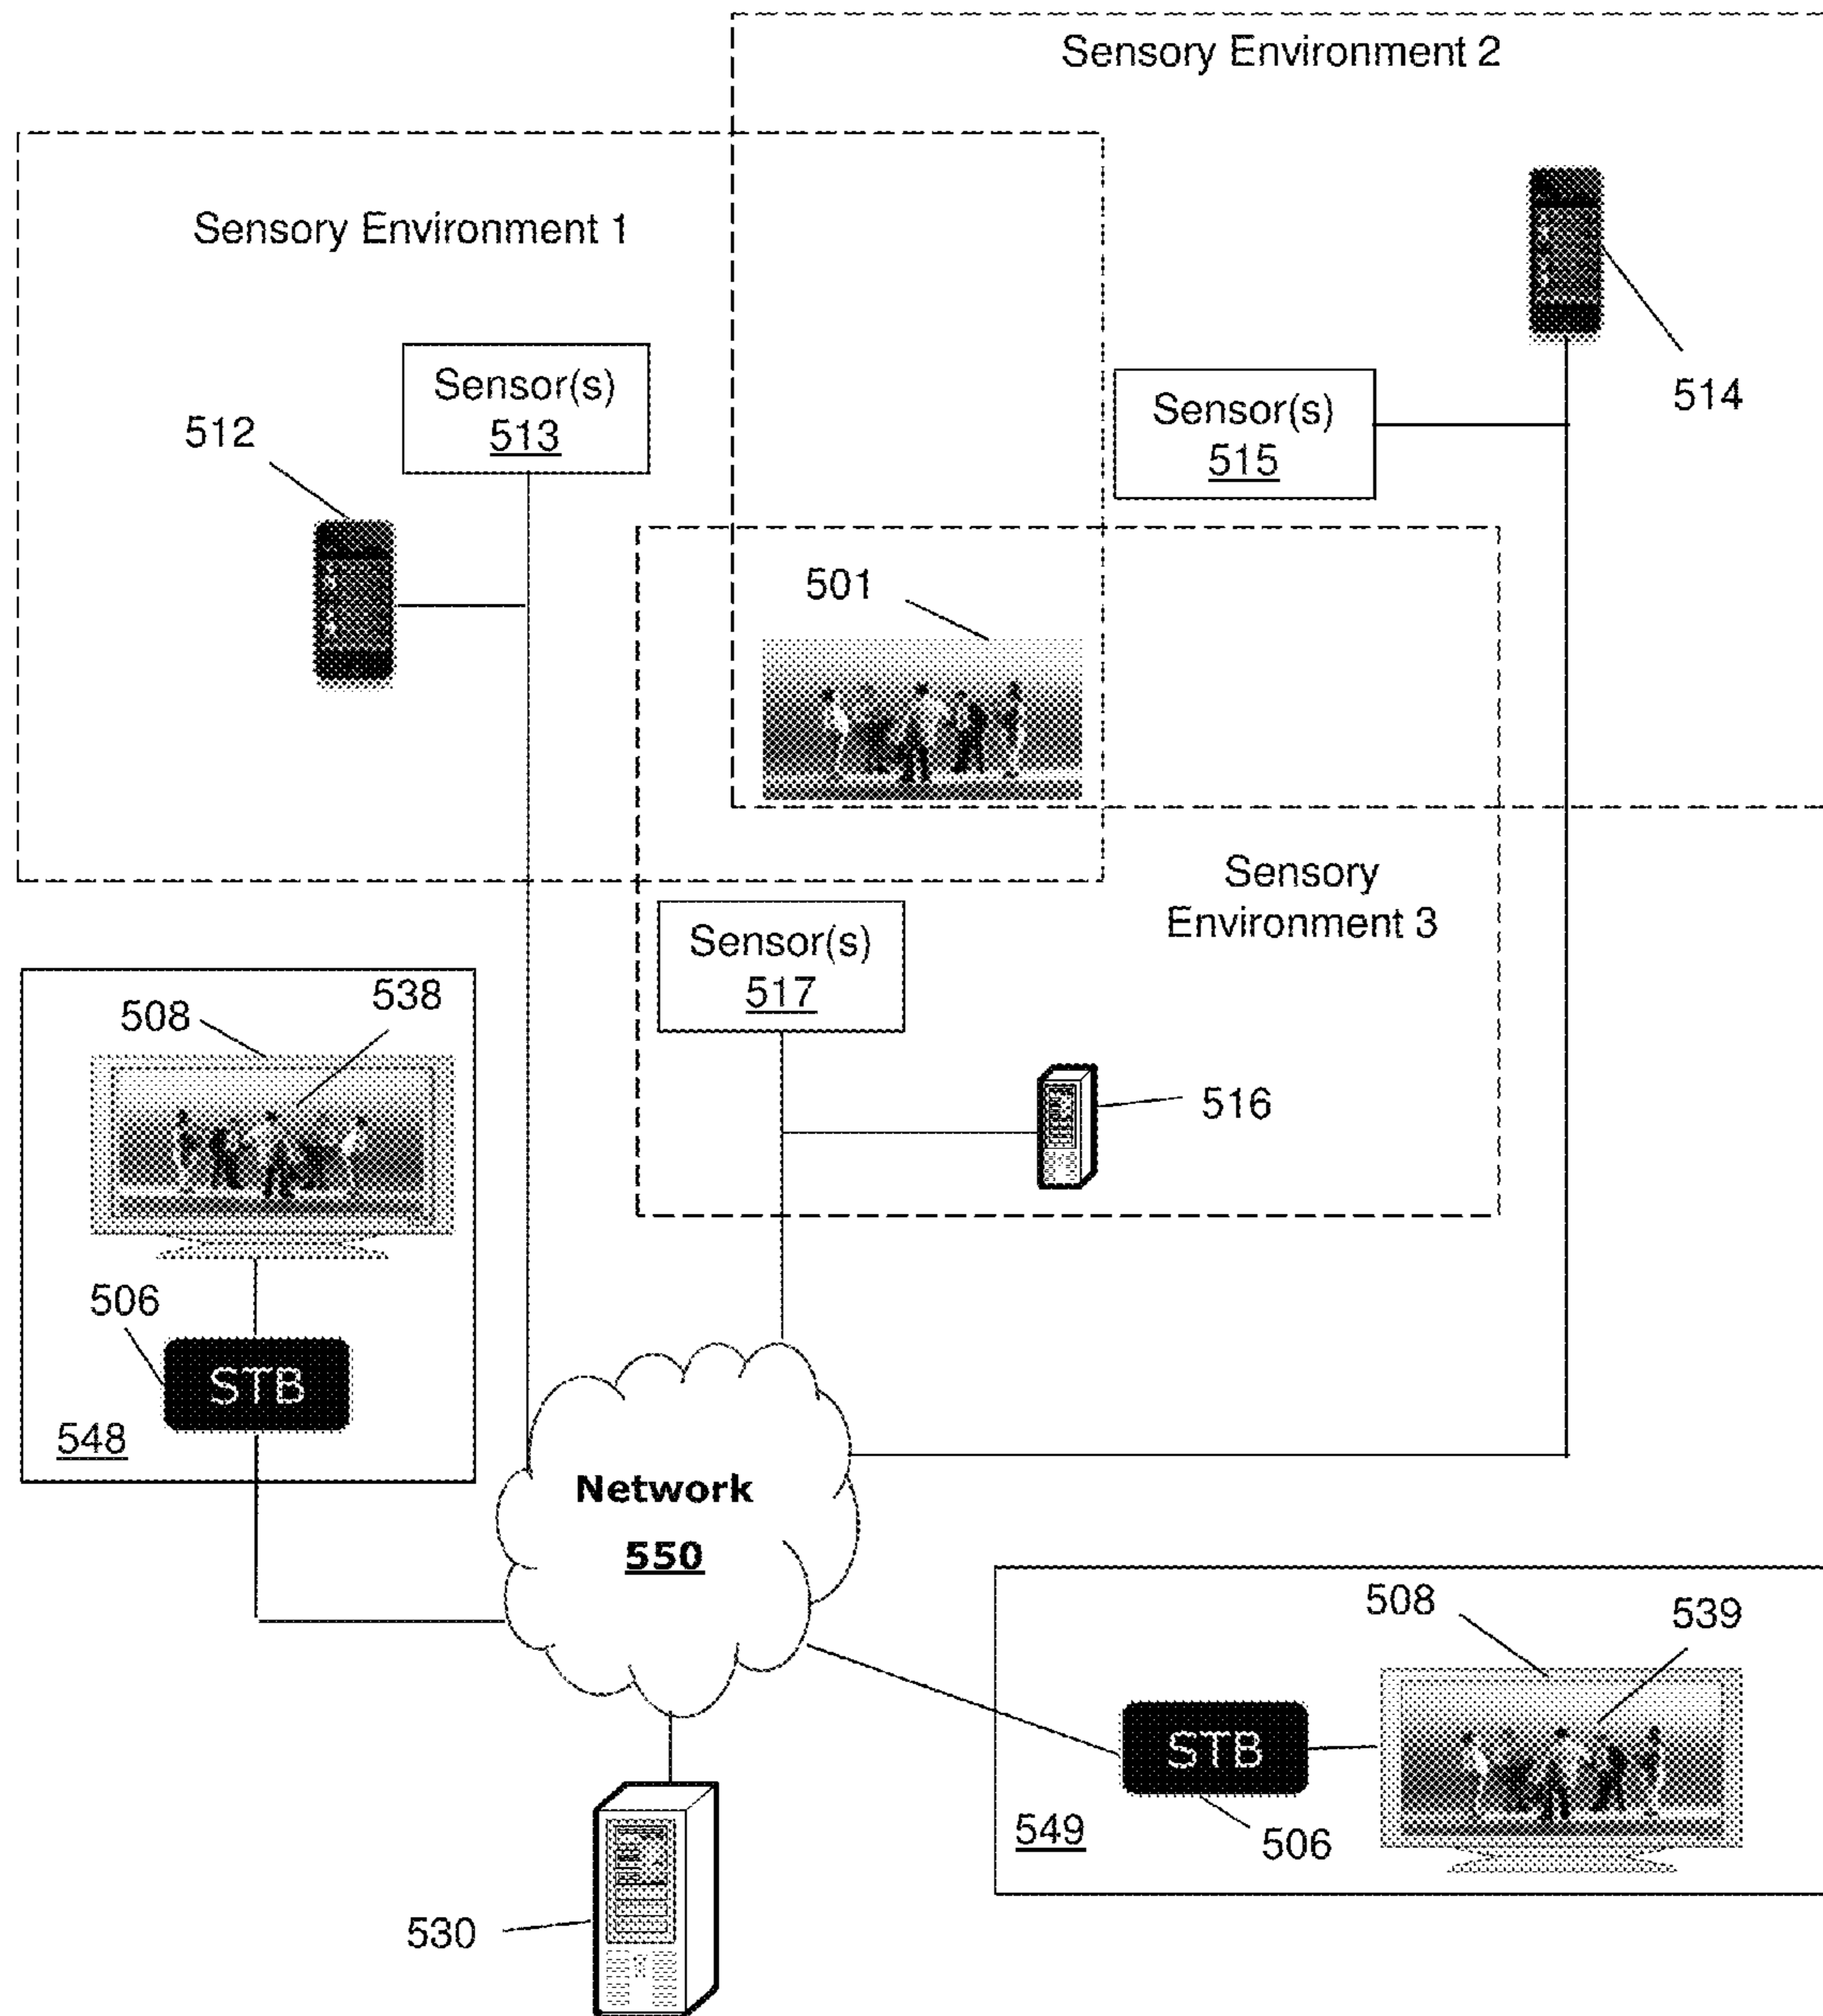 Sensory Environment 2
Sensory Environment 1
Sensor(s)
513
512
514
Sensor(s)
515
501
Sensory
Environment 3
Sensor(s)
517
538
508
516
506
STB
548
Network
550
508
539
STB
549
506
530